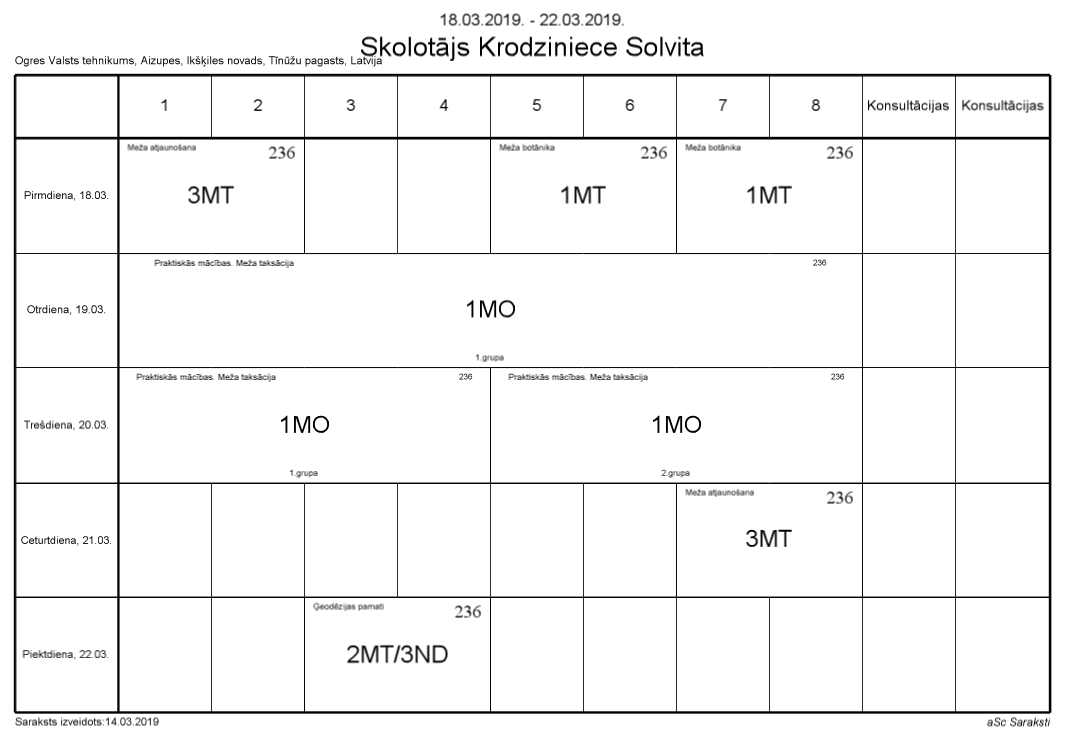 18.03.2019. - 22.03.2019.
Skolotājs Krodziniece Solvita
Ogres Valsts tehnikums, Aizupes, Ikšķiles novads, Tīnūžu pagasts, Latvija
1 2 3 4 5 6 7 8 Konsultācijas Konsultācijas
Meža atjaunošana 236 Meža botānika 236 Meža botānika 236
Pirmdiena, 18.03. 3MT 1MT 1MT
Praktiskās mācības. Meža taksācija 236
Otrdiena, 19.03. 1MO
1.grupa
Praktiskās mācības. Meža taksācija 236 Praktiskās mācības. Meža taksācija 236
Trešdiena, 20.03. 1MO 1MO
1.grupa 2.grupa
Meža atjaunošana 236
Ceturtdiena, 21.03. 3MT
Ģeodēzijas pamati 236
Piektdiena, 22.03. 2MT/3ND
Saraksts izveidots:14.03.2019 aSc Saraksti